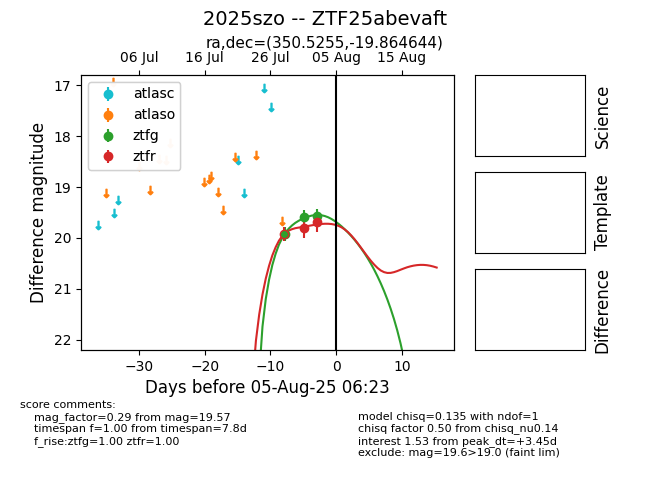 2025szo -- ZTF25abevaft
ra,dec=(350.5255,-19.864644)
06 Jul 16 Jul 26 Jul 05 Aug 15 Aug
17
18
19
20
21
22
Difference magnitude
atlasc
atlaso
ztfg
ztfr
−30 −20 −10 0 10
Days before 05-Aug-25 06:23
Science
Template
Difference
score comments:
mag_factor=0.29 from mag=19.57
timespan f=1.00 from timespan=7.8d
f_rise:ztfg=1.00 ztfr=1.00
model chisq=0.135 with ndof=1
chisq factor 0.50 from chisq_nu0.14
interest 1.53 from peak_dt=+3.45d
exclude: mag=19.6>19.0 (faint lim)